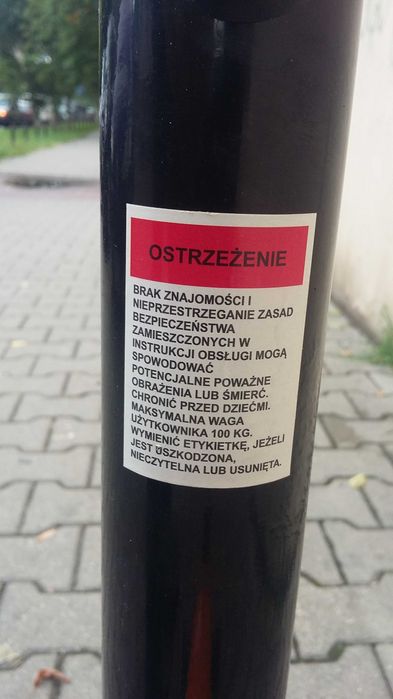 OSTRZEŻENIE
BRAK ZNAJOMOŚCI I
NIEPRZESTRZEGANIE ZASAD
BEZPIECZEŃSTWA
ZAMIESZCZONYCH W
INSTRUKCJI OBSŁUGI MOGĄ
SPOWODOWAĆ
POTENCJALNE POWAŻNE
OBRAŻENIA LUB ŚMIERĆ.
CHRONIĆ PRZED DZIEĆMI.
MAKSYMALNA WAGA
UŻYTKOWNIKA 100 KG.
WYMIENIĆ ETYKIETKĘ, JEŻELI
JEST USZKODZONA,
NIECZYTELNA LUB USUNIĘTA.